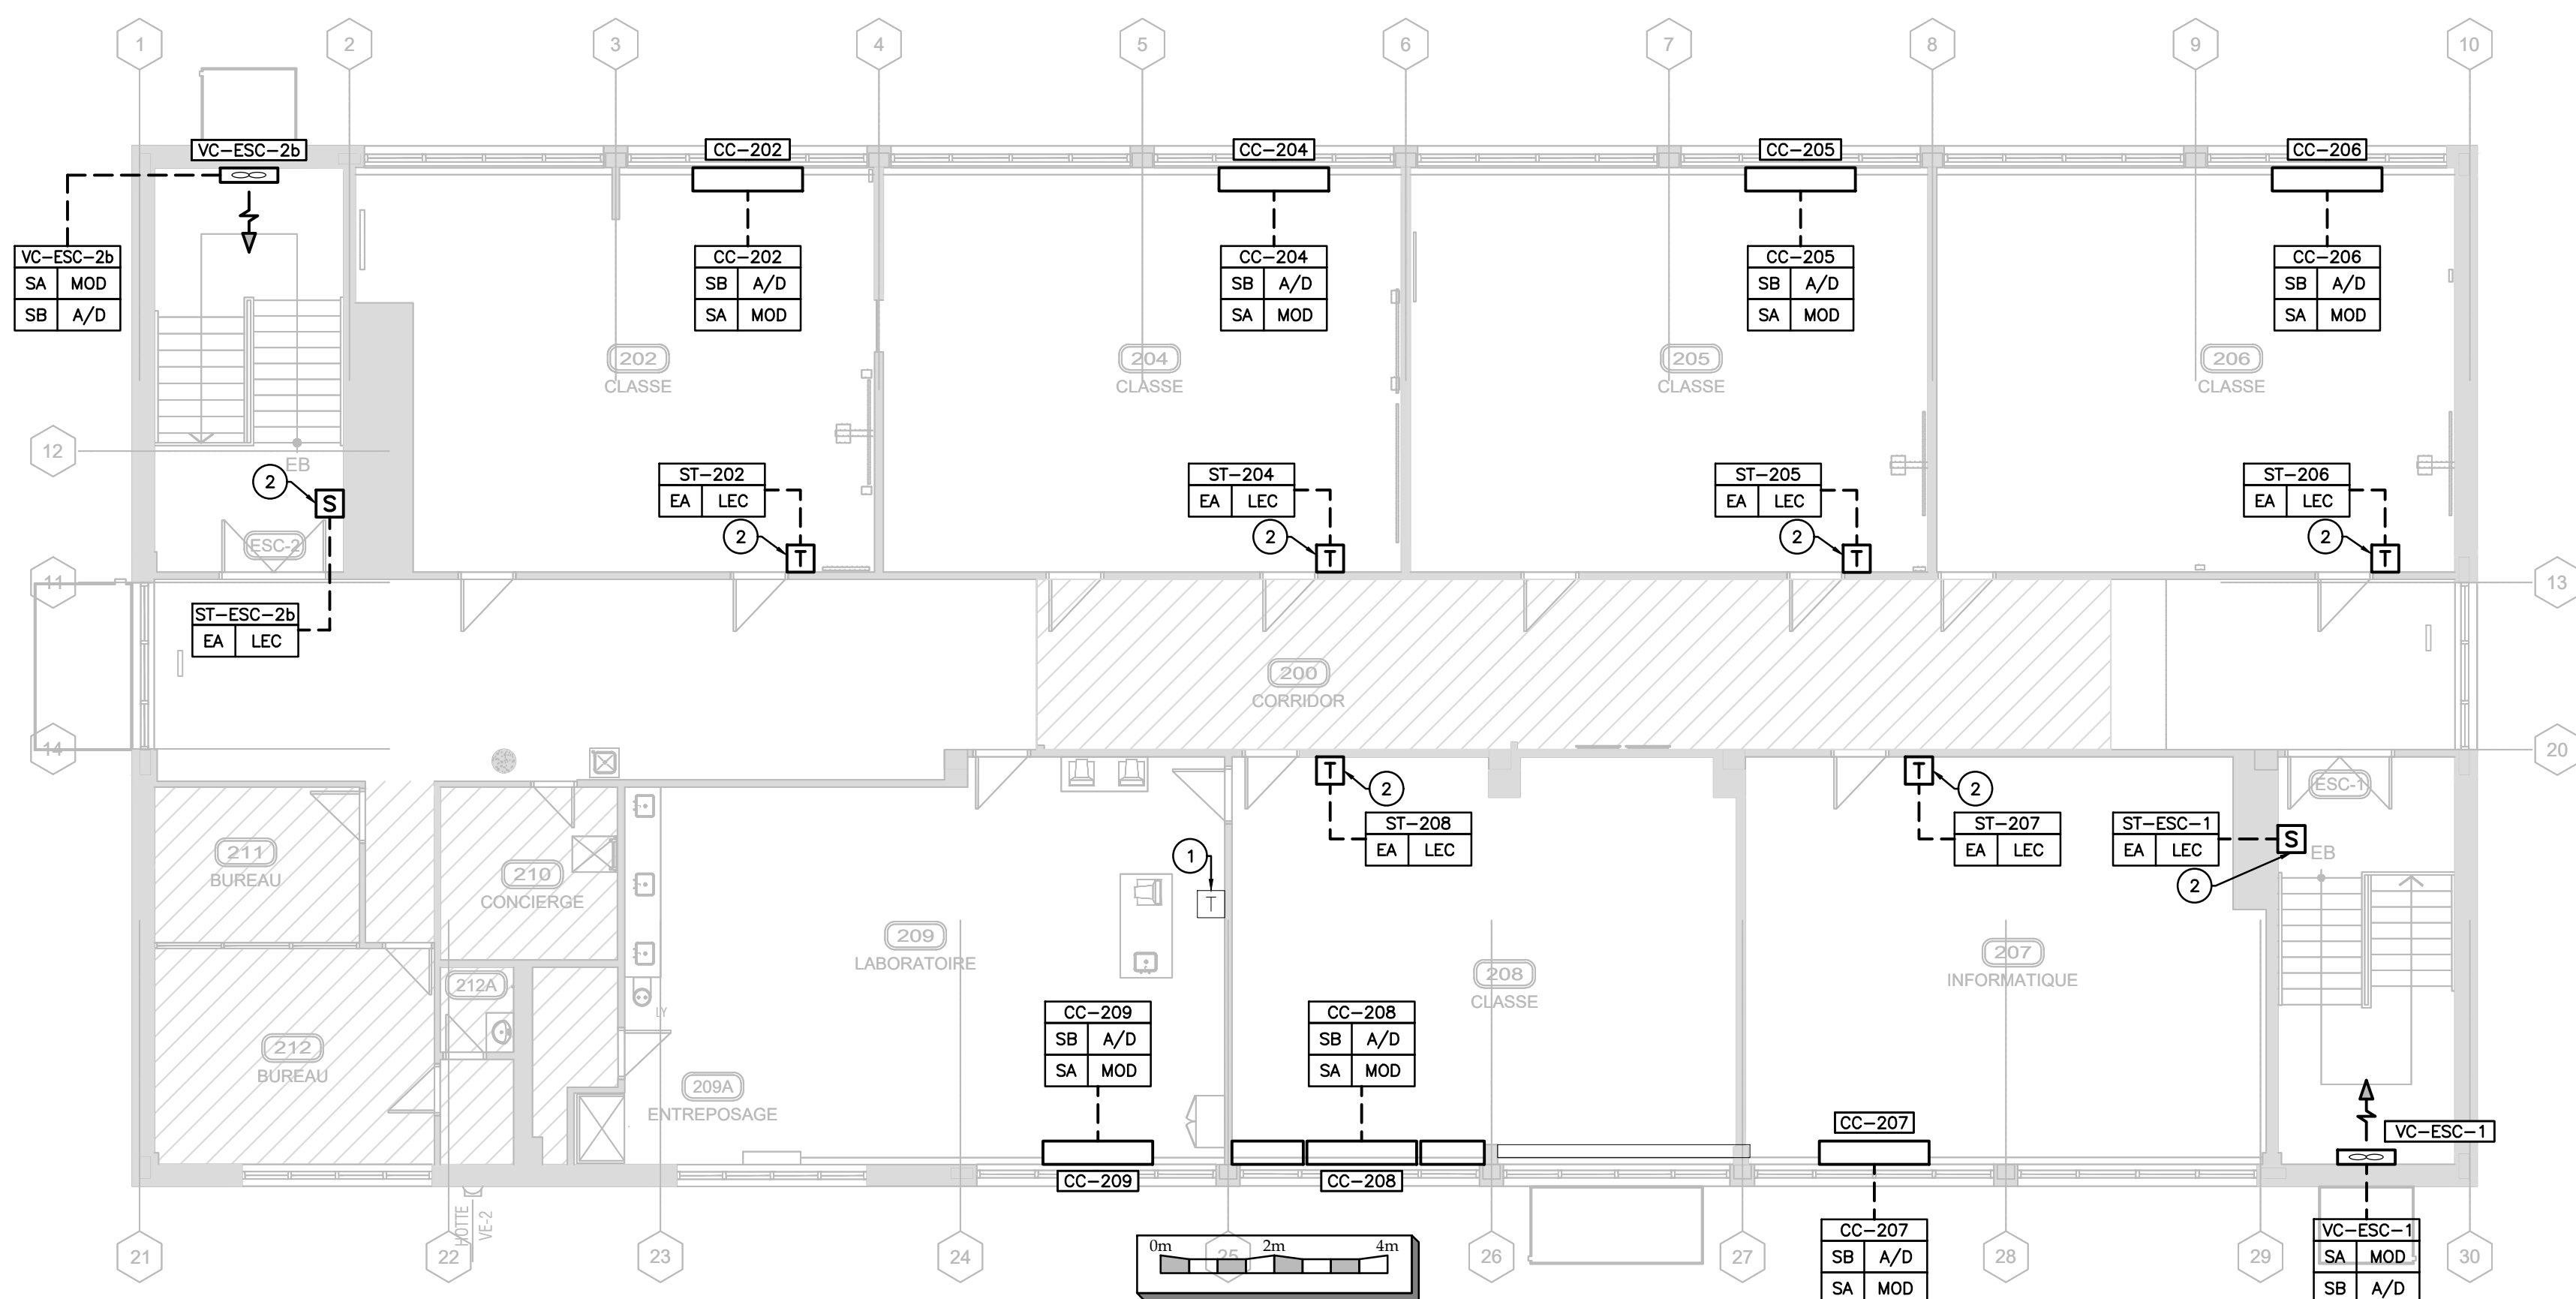 1 2 3 4 5 6 7 8 9 10
VC-ESC-2b CC-202 CC-204 CC-205 CC-206
VC-ESC-2b
SA MOD
SB A/D
CC-202
SB A/D
SA MOD
CC-204
SB A/D
SA MOD
CC-205
SB A/D
SA MOD
CC-206
SB A/D
SA MOD
202
CLASSE
204
CLASSE
205
CLASSE
206
CLASSE
12
EB
2
S
ESC-2
ST-202
EA LEC
2
T
ST-204
EA LEC
2
T
ST-205
EA LEC
2
T
ST-206
EA LEC
2
T
11
13
ST-ESC-2b
EA LEC
200
CORRIDOR
14
20
T
2
ST-208
EA LEC
T
2
ST-207
EA LEC
ESC-1
ST-ESC-1
EA LEC
S
EB
2
211
BUREAU
210
CONCIERGE
1
T
209
LABORATOIRE
208
CLASSE
207
INFORMATIQUE
212A
LY
212
BUREAU
209A
ENTREPOSAGE
CC-209
SB A/D
SA MOD
CC-208
SB A/D
SA MOD
CC-207
VC-ESC-1
CC-209
CC-208
HOTTE
VE-2
CC-207
SB A/D
SA MOD
VC-ESC-1
SA MOD
SB A/D
0m 2m 4m
21 22 23 24 25 26 27 28 29 30